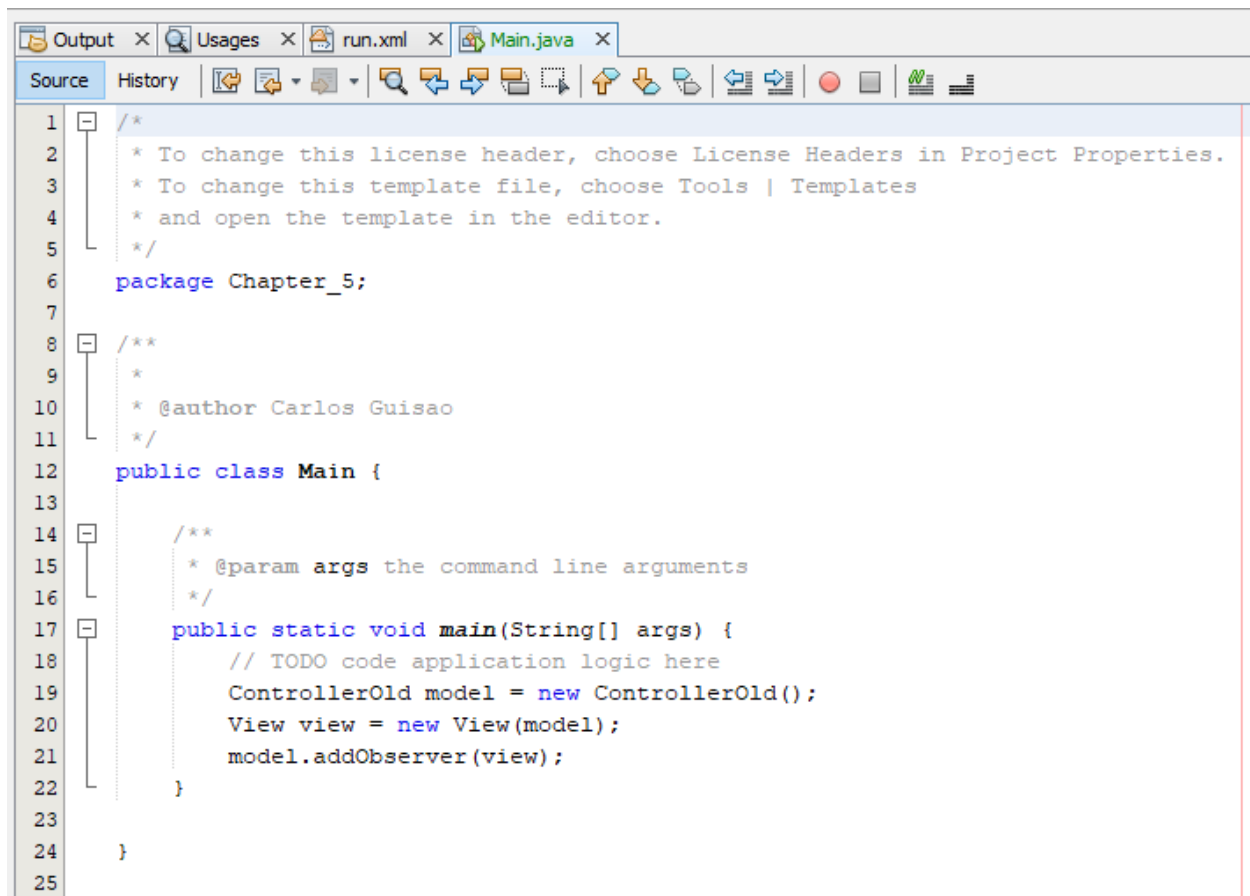 Output Usages run.xml Main.java
Source History
1 /*
2 * To change this license header, choose License Headers in Project Properties.
3 * To change this template file, choose Tools | Templates
4 * and open the template in the editor.
5 */
6 package Chapter_5;
7
8 /**
9 *
10 * @author Carlos Guisao
11 */
12 public class Main {
13
14 /**
15 * @param args the command line arguments
16 */
17 public static void main(String[] args) {
18 // TODO code application logic here
19 ControllerOld model = new ControllerOld();
20 View view = new View(model);
21 model.addObserver(view);
22 }
23
24 }
25